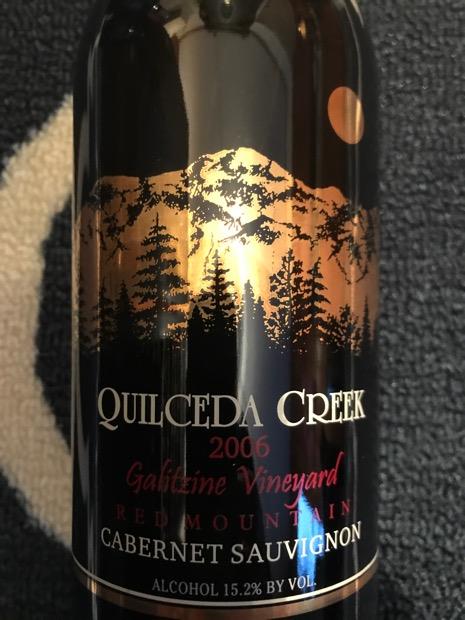 QUILCEDA CREEK
2006
Galitzine Vineyard
RED MOUNTAIN
CABERNET SAUVIGNON
ALCOHOL 15.2% BY VOL.